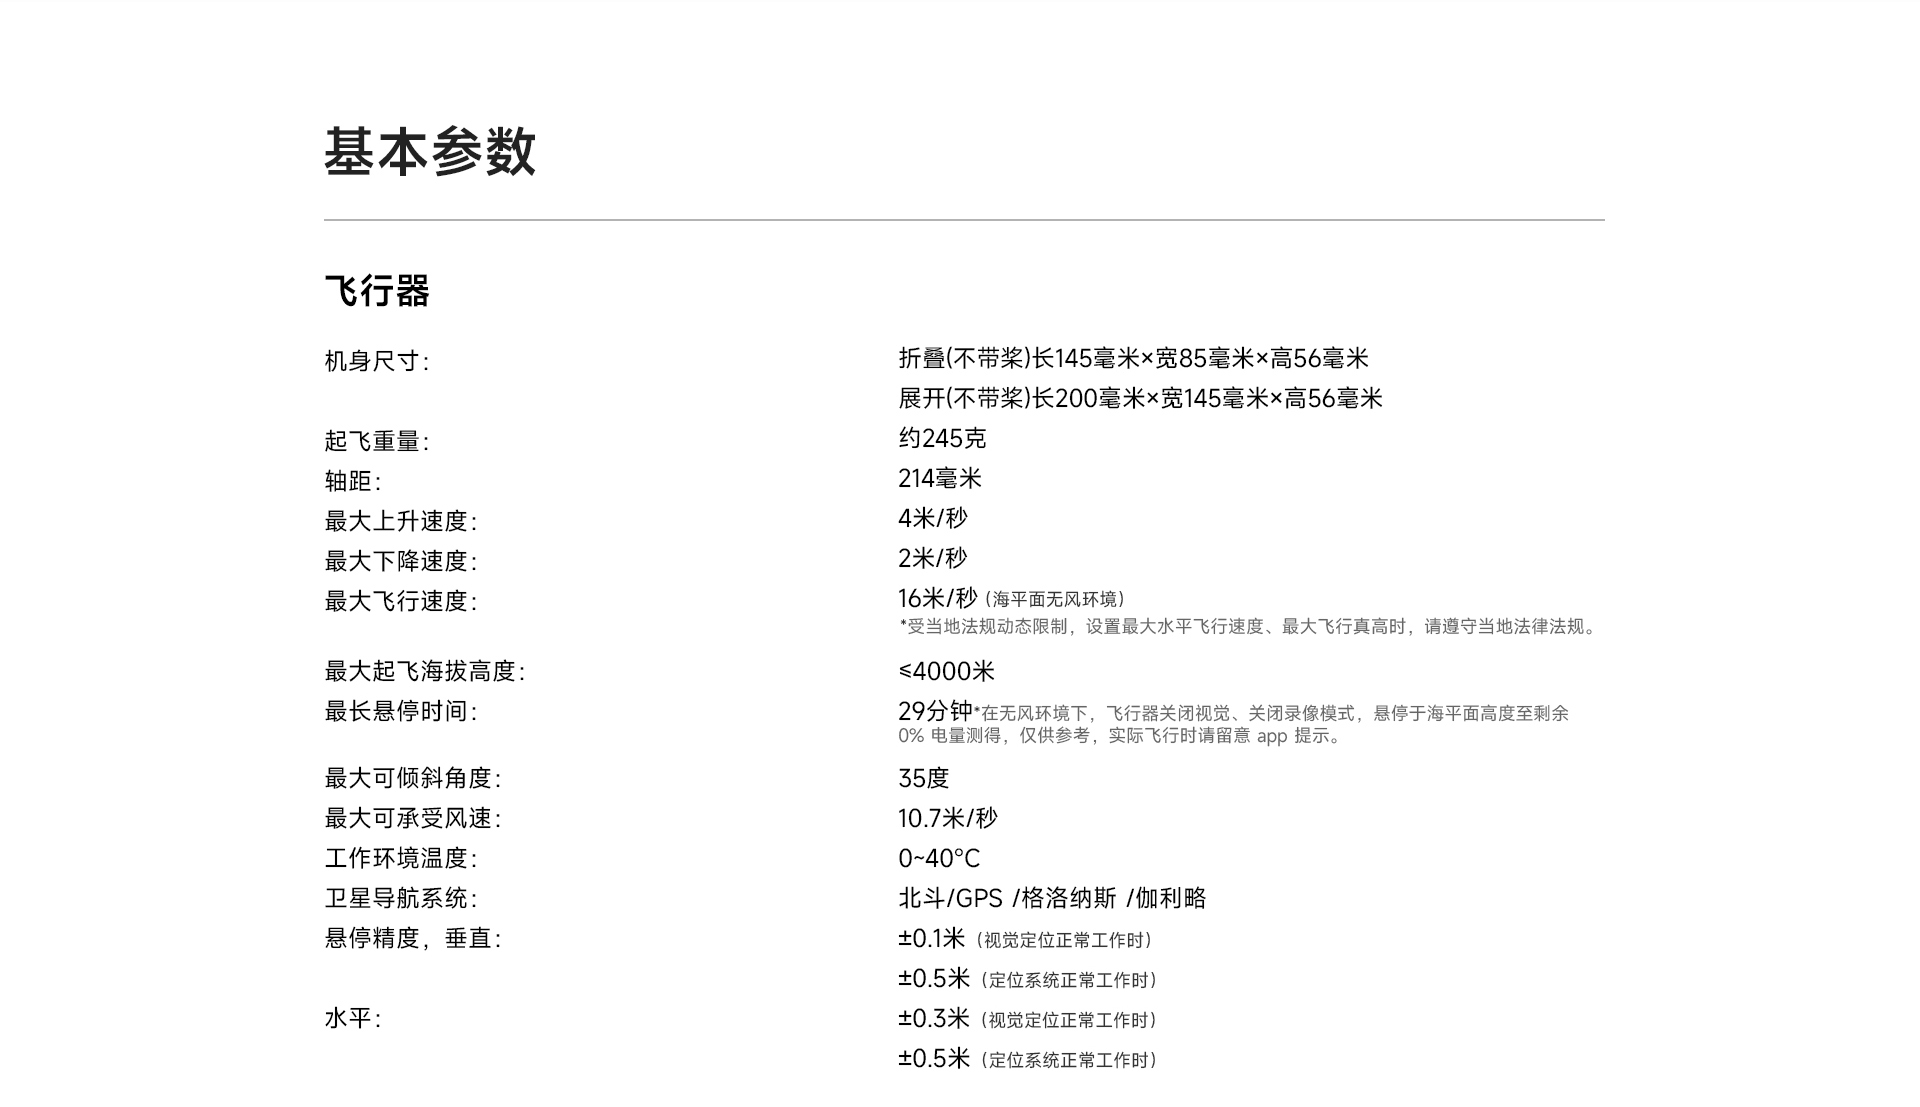 基本参数
飞行器
机身尺寸： 折叠(不带桨)长145毫米×宽85毫米×高56毫米
展开(不带桨)长200毫米×宽145毫米×高56毫米
起飞重量： 约245克
轴距： 214毫米
最大上升速度： 4米/秒
最大下降速度： 2米/秒
最大飞行速度： 16米/秒（海平面无风环境）
*受当地法规动态限制，设置最大水平飞行速度、最大飞行真高时，请遵守当地法律法规。
最大起飞海拔高度： ≤4000米
最长悬停时间： 29分钟*在无风环境下，飞行器关闭视觉、关闭录像模式，悬停于海平面高度至剩余
0% 电量测得，仅供参考，实际飞行时请留意 app 提示。
最大可倾斜角度： 35度
最大可承受风速： 10.7米/秒
工作环境温度： 0~40°C
卫星导航系统： 北斗/GPS /格洛纳斯 /伽利略
悬停精度，垂直： ±0.1米（视觉定位正常工作时）
±0.5米（定位系统正常工作时）
水平： ±0.3米（视觉定位正常工作时）
±0.5米（定位系统正常工作时）